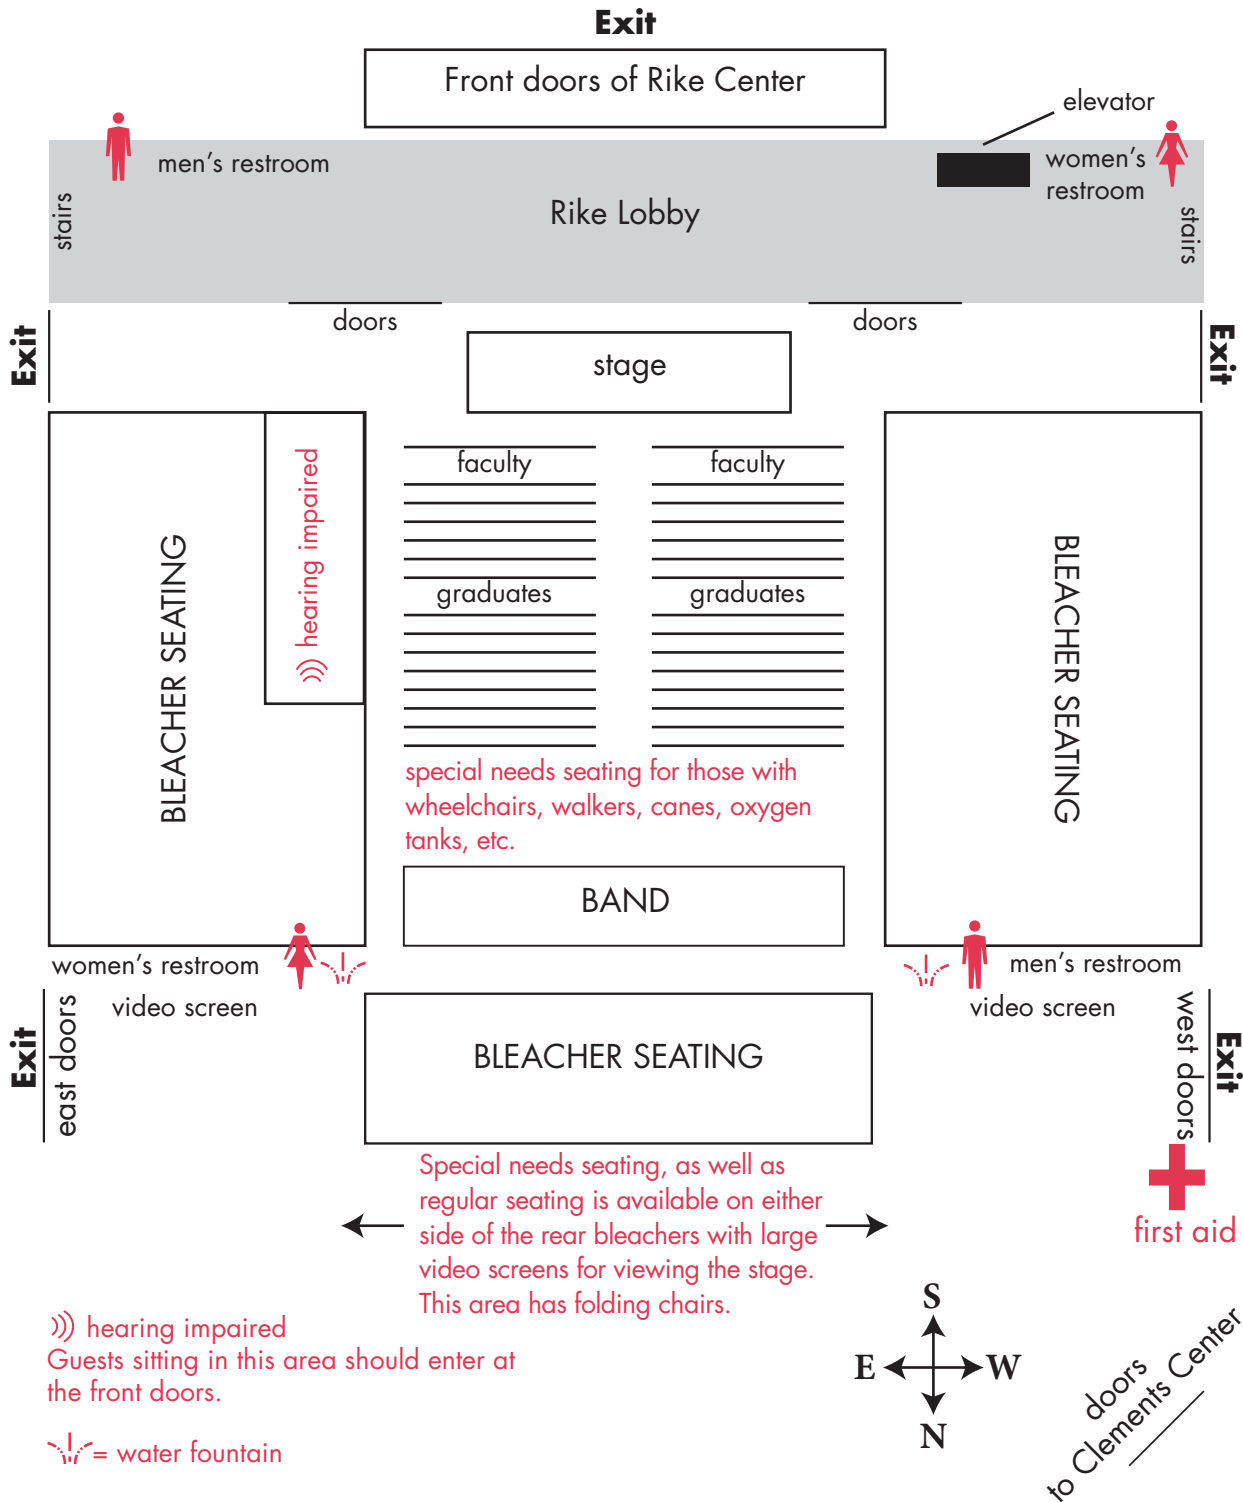 Exit
Front doors of Rike Center
elevator
men's restroom
women's
restroom
stairs
Rike Lobby
stairs
doors
doors
Exit
Exit
stage
faculty
faculty
hearing impaired
BLEACHER SEATING
BLEACHER SEATING
graduates
graduates
special needs seating for those with
wheelchairs, walkers, canes, oxygen
tanks, etc.
BAND
women's restroom
men's restroom
video screen
video screen
Exit
east doors
BLEACHER SEATING
west doors
Exit
Special needs seating, as well as
regular seating is available on either
side of the rear bleachers with large
video screens for viewing the stage.
This area has folding chairs.
first aid
hearing impaired
Guests sitting in this area should enter at
the front doors.
= water fountain
S
E
W
N
doors
to Clements Center